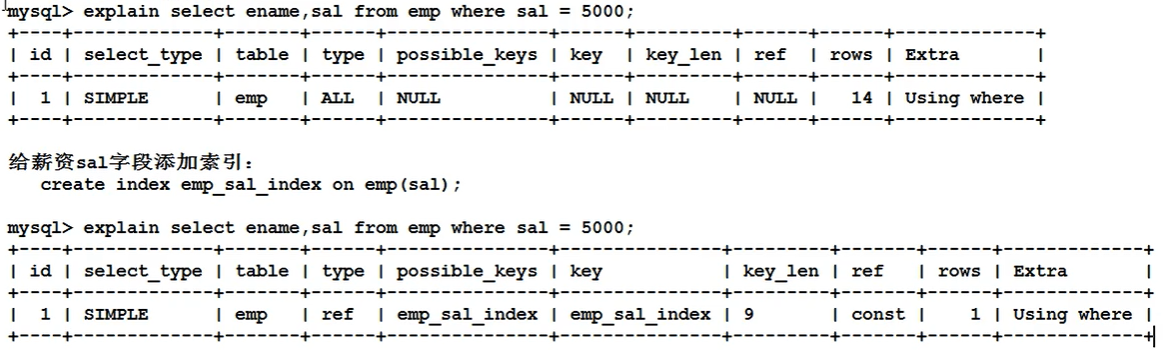 mysql> explain select ename,sal from emp where sal = 5000;
+----+-------------+-------+------+---------------+------+---------+------+------+-------------+
| id | select_type | table | type | possible_keys | key | key_len | ref | rows | Extra |
+----+-------------+-------+------+---------------+------+---------+------+------+-------------+
| 1 | SIMPLE | emp | ALL | NULL | NULL | NULL | NULL | 14 | Using where |
+----+-------------+-------+------+---------------+------+---------+------+------+-------------+
给薪资sal字段添加索引：
create index emp_sal_index on emp(sal);
mysql> explain select ename,sal from emp where sal = 5000;
+----+-------------+-------+------+---------------+---------------+---------+-------+------+-------------+
| id | select_type | table | type | possible_keys | key | key_len | ref | rows | Extra |
+----+-------------+-------+------+---------------+---------------+---------+-------+------+-------------+
| 1 | SIMPLE | emp | ref | emp_sal_index | emp_sal_index | 9 | const | 1 | Using where |
+----+-------------+-------+------+---------------+---------------+---------+-------+------+-------------+